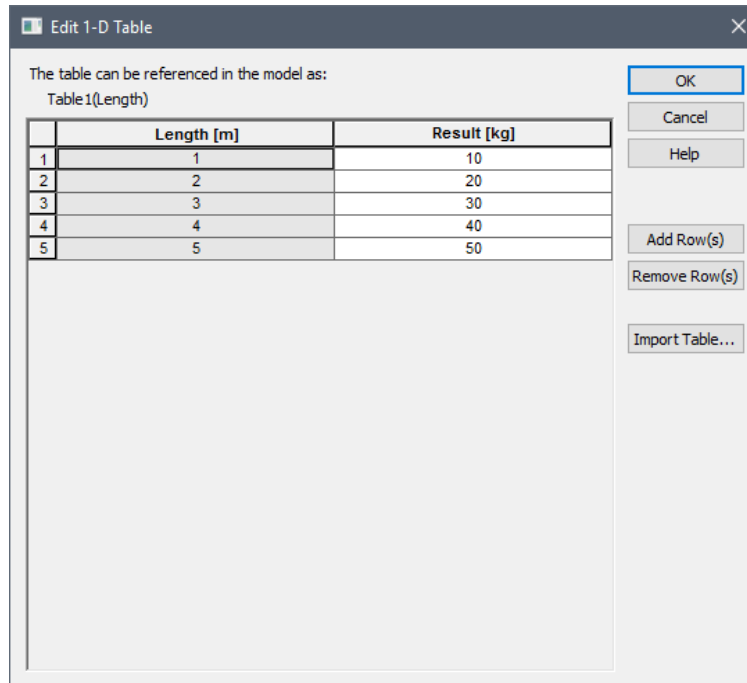 Edit 1-D Table
The table can be referenced in the model as:
Table1(Length)
Length [m] Result [kg]
1 1 10
2 2 20
3 3 30
4 4 40
5 5 50
OK
Cancel
Help
Add Row(s)
Remove Row(s)
Import Table...